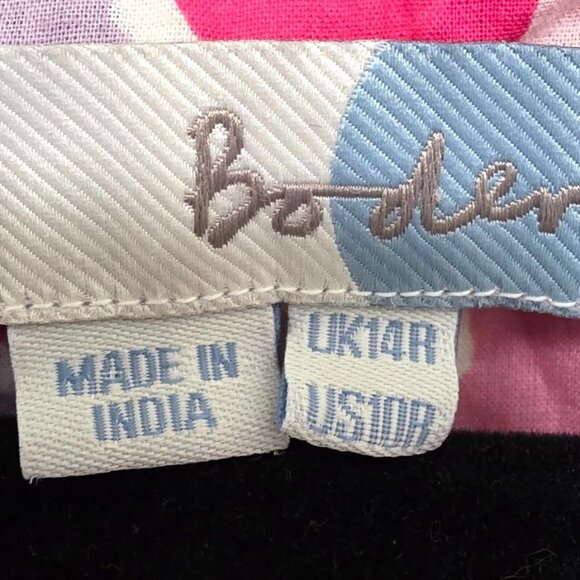 Boden
MADE IN
INDIA
UK14R
US10R